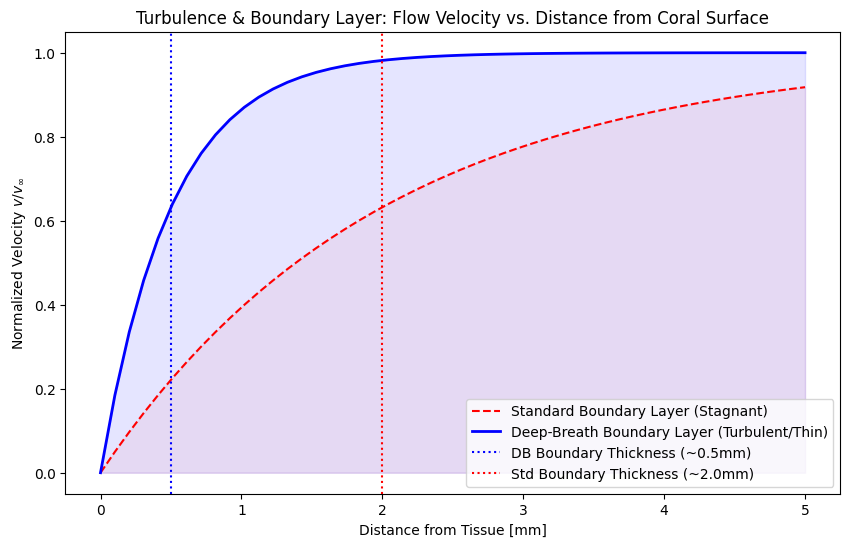 Turbulence & Boundary Layer: Flow Velocity vs. Distance from Coral Surface
Normalized Velocity v/v∞
1.0
0.8
0.6
0.4
0.2
0.0
0
1
2
3
4
5
Distance from Tissue [mm]
Standard Boundary Layer (Stagnant)
Deep-Breath Boundary Layer (Turbulent/Thin)
DB Boundary Thickness (~0.5mm)
Std Boundary Thickness (~2.0mm)